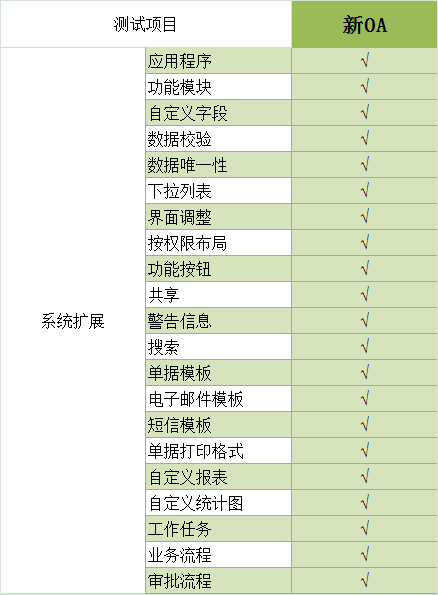 测试项目 新OA
系统扩展
应用程序 √
功能模块 √
自定义字段 √
数据校验 √
数据唯一性 √
下拉列表 √
界面调整 √
按权限布局 √
功能按钮 √
共享 √
警告信息 √
搜索 √
单据模板 √
电子邮件模板 √
短信模板 √
单据打印格式 √
自定义报表 √
自定义统计图 √
工作任务 √
业务流程 √
审批流程 √